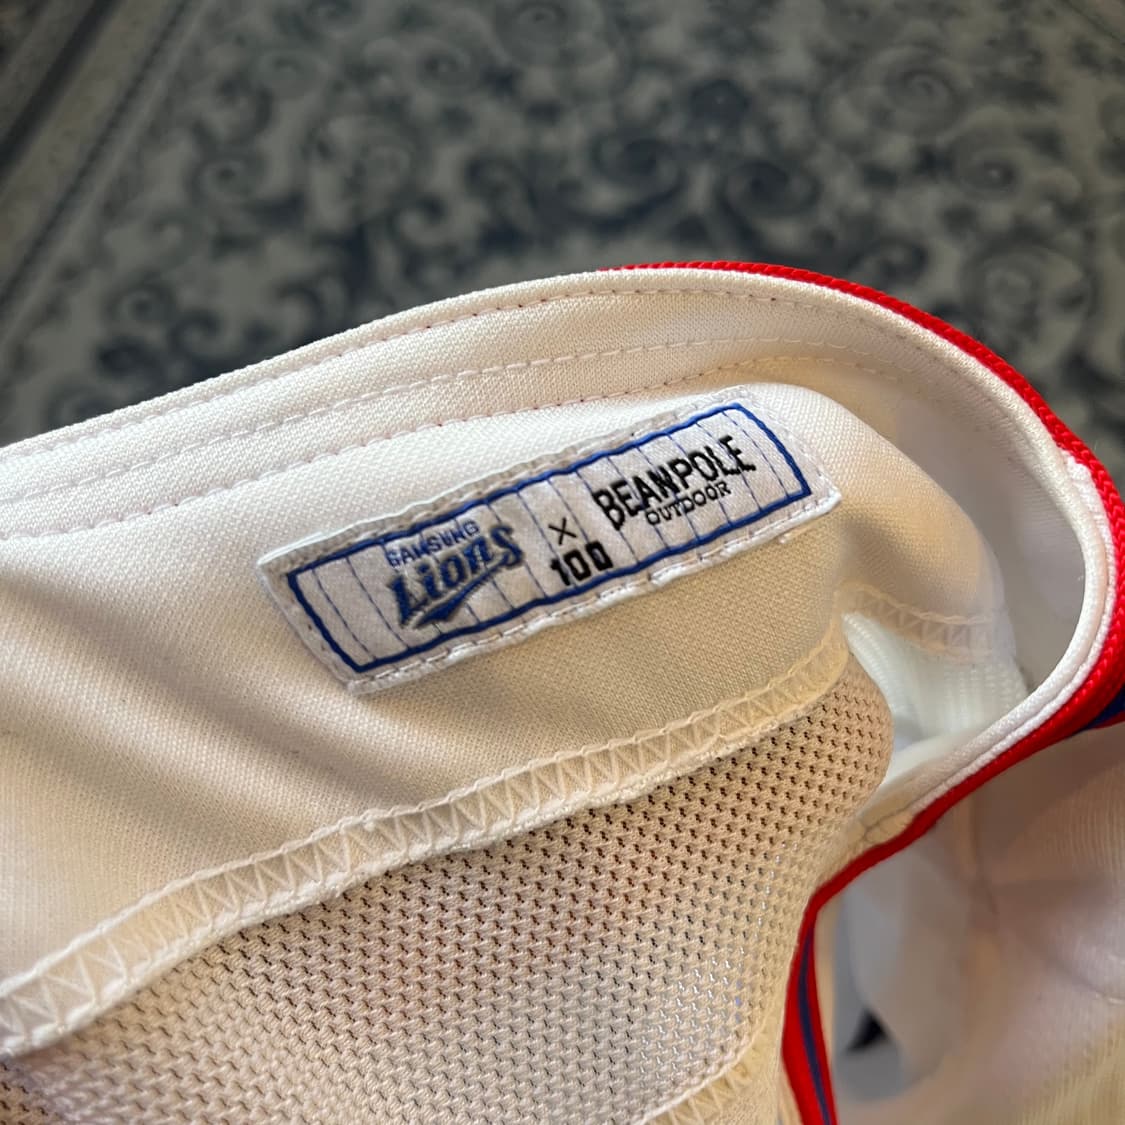 SAMSUNG
Lions
×
100
BEANPOLE
OUTDOOR